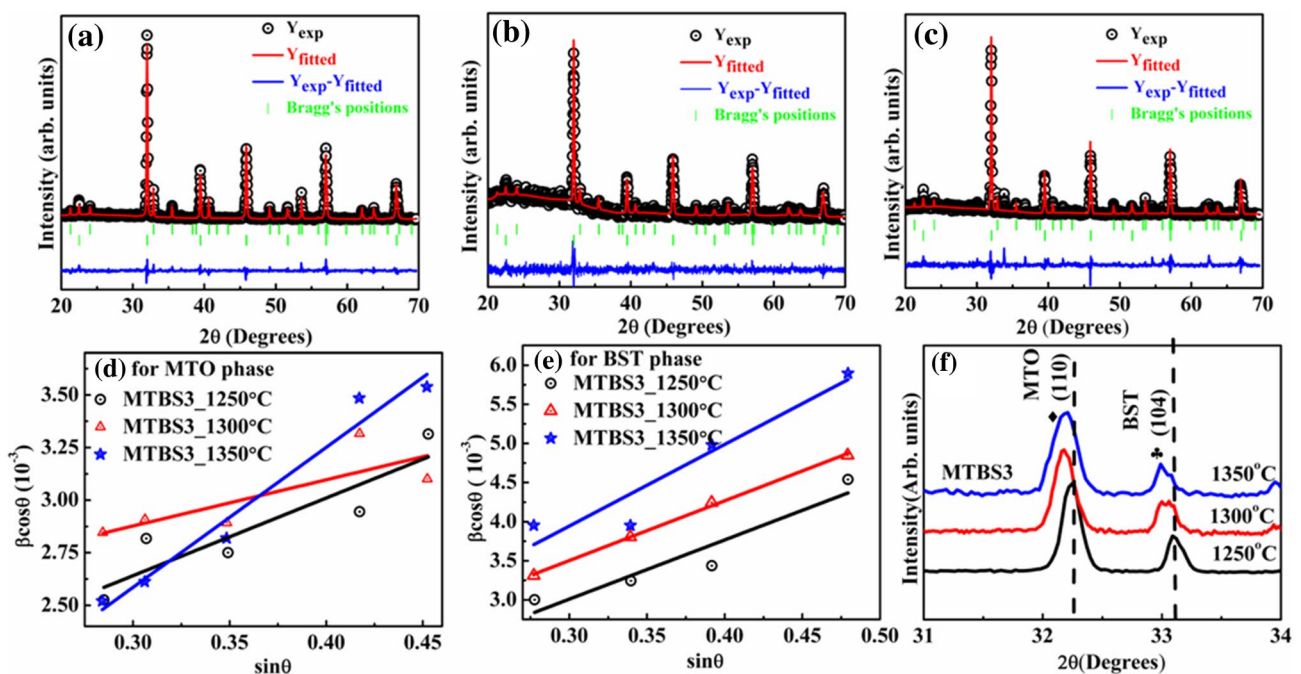 (a)
Yexp
Yfitted
Yexp-Yfitted
Bragg's positions
Intensity (arb. units)
20 30 40 50 60 70
2θ (Degrees)
(b)
Yexp
Yfitted
Yexp-Yfitted
Bragg's positions
Intensity (arb. units)
20 30 40 50 60 70
2θ (Degrees)
(c)
Yexp
Yfitted
Yexp-Yfitted
Bragg's positions
Intensity (arb. units)
20 30 40 50 60 70
2θ (Degrees)
(d) for MTO phase
MTBS3_1250°C
MTBS3_1300°C
MTBS3_1350°C
βcosθ (10⁻³)
3.50
3.25
3.00
2.75
2.50
0.30 0.35 0.40 0.45
sinθ
(e) for BST phase
MTBS3_1250°C
MTBS3_1300°C
MTBS3_1350°C
βcosθ (10⁻³)
6.0
5.5
5.0
4.5
4.0
3.5
3.0
0.30 0.35 0.40 0.45 0.50
sinθ
(f)
MTO
(110)
BST
(104)
MTBS3
1350°C
1300°C
1250°C
Intensity(Arb. units)
31 32 33 34
2θ(Degrees)